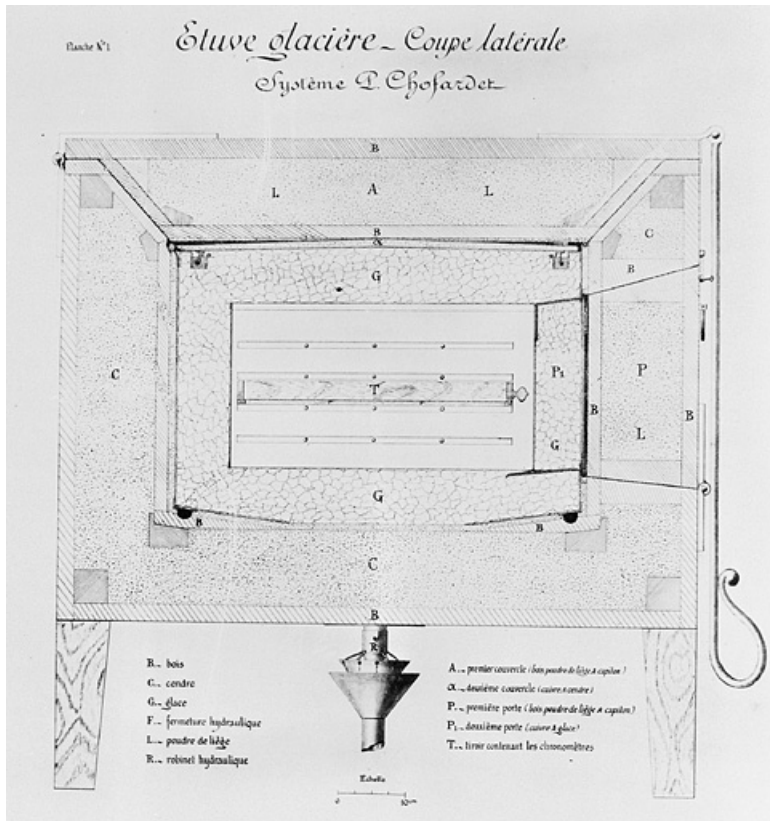 Planche N° 1
Etuve glacière _ Coupe latérale
Système P. Chofardet
B
L A L
B
α
C
G
B
C
P₁
P
T
B
B
G
L
G
B
B
C
B
R
B._ bois
C._ cendre
G._ glace
F._ fermeture hydraulique
L._ poudre de liège
R._ robinet hydraulique
A._ premier couvercle (bois poudre de liège & capiton)
α._ deuxième couvercle (cuivre & cendre)
P._ première porte (bois poudre de liège & capiton)
P₁._ deuxième porte (cuivre & glace)
T._ tiroir contenant les chronomètres
Echelle
0 10cm